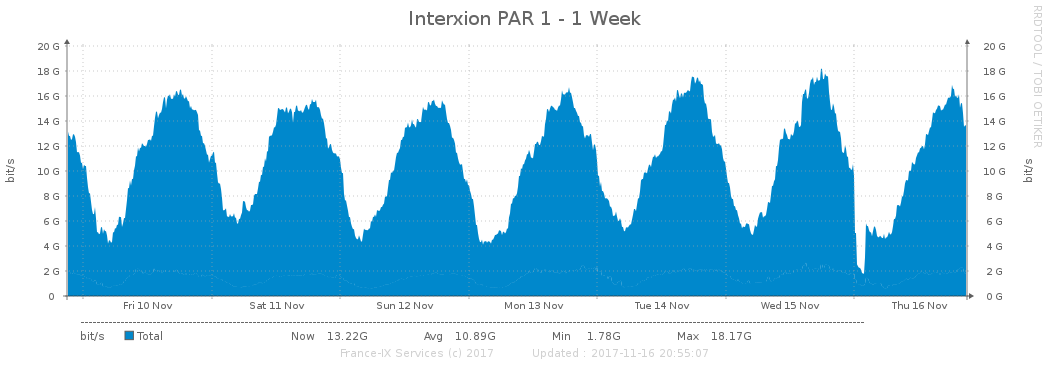 Interxion PAR 1 - 1 Week
RRDTOOL / TOBI OETIKER
20 G 20 G
18 G 18 G
16 G 16 G
14 G 14 G
12 G 12 G
10 G 10 G
8 G 8 G
6 G 6 G
4 G 4 G
2 G 2 G
0 0 G
bit/s
bit/s
Fri 10 Nov Sat 11 Nov Sun 12 Nov Mon 13 Nov Tue 14 Nov Wed 15 Nov Thu 16 Nov
bit/s Total Now 13.22G Avg 10.89G Min 1.78G Max 18.17G
France-IX Services (c) 2017 Updated : 2017-11-16 20:55:07